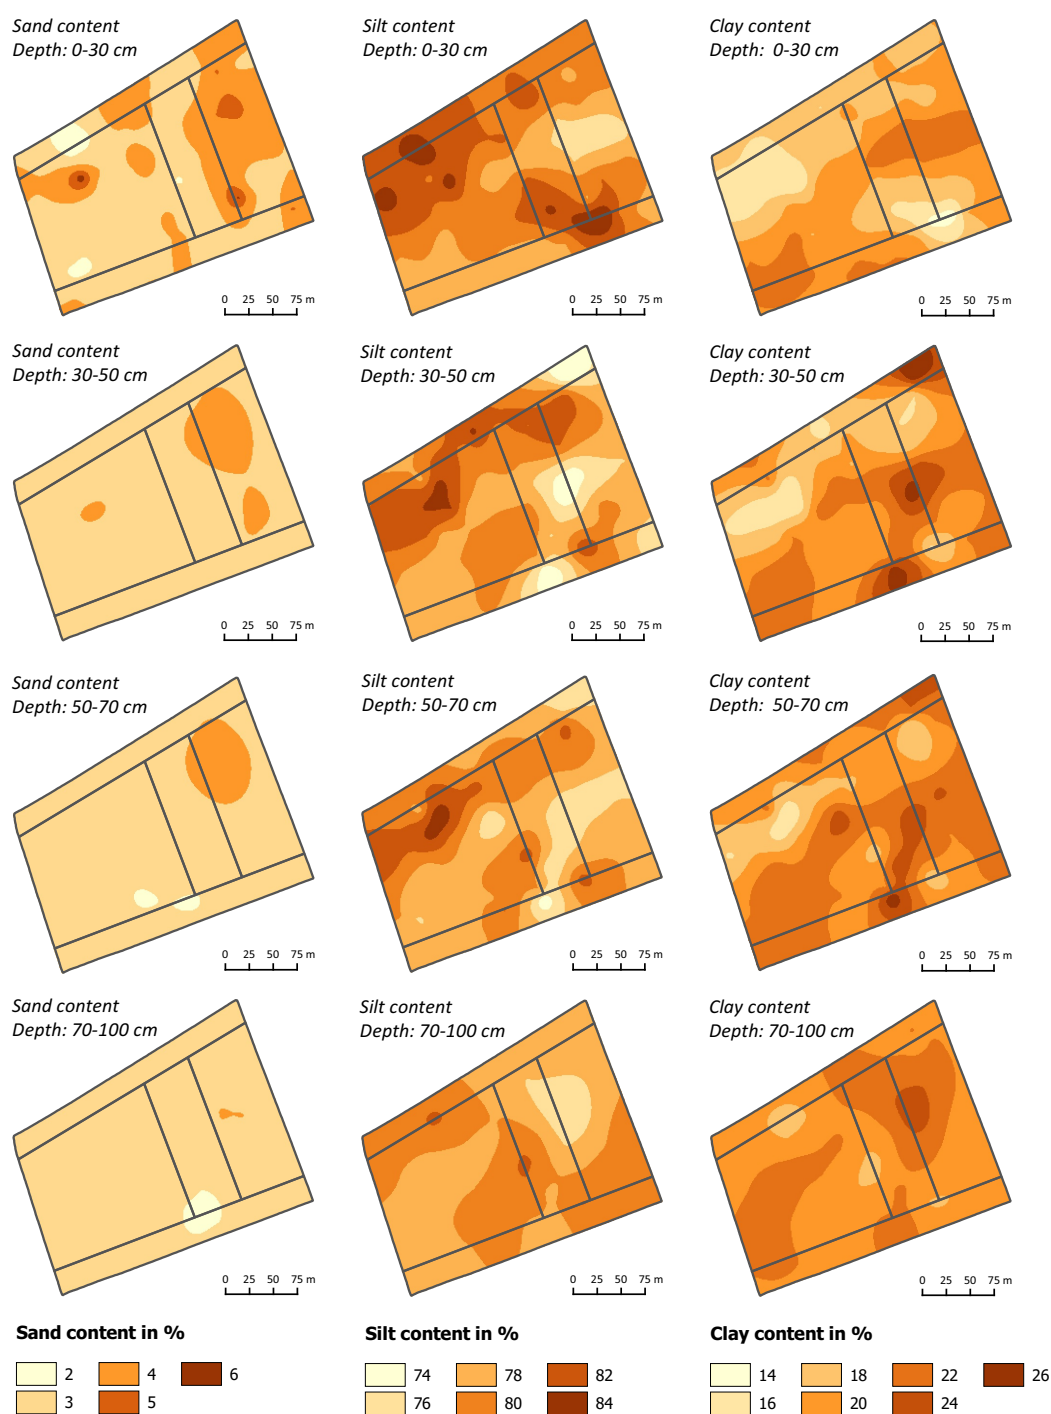 Sand content
Depth: 0-30 cm
Silt content
Depth: 0-30 cm
Clay content
Depth:  0-30 cm
0 25 50 75 m
0 25 50 75 m
0 25 50 75 m
Sand content
Depth: 30-50 cm
Silt content
Depth: 30-50 cm
Clay content
Depth: 30-50 cm
0 25 50 75 m
0 25 50 75 m
0 25 50 75 m
Sand content
Depth: 50-70 cm
Silt content
Depth: 50-70 cm
Clay content
Depth:  50-70 cm
0 25 50 75 m
0 25 50 75 m
0 25 50 75 m
Sand content
Depth: 70-100 cm
Silt content
Depth: 70-100 cm
Clay content
Depth: 70-100 cm
0 25 50 75 m
0 25 50 75 m
0 25 50 75 m
Sand content in %
2 4 6
3 5
Silt content in %
74 78 82
76 80 84
Clay content in %
14 18 22 26
16 20 24